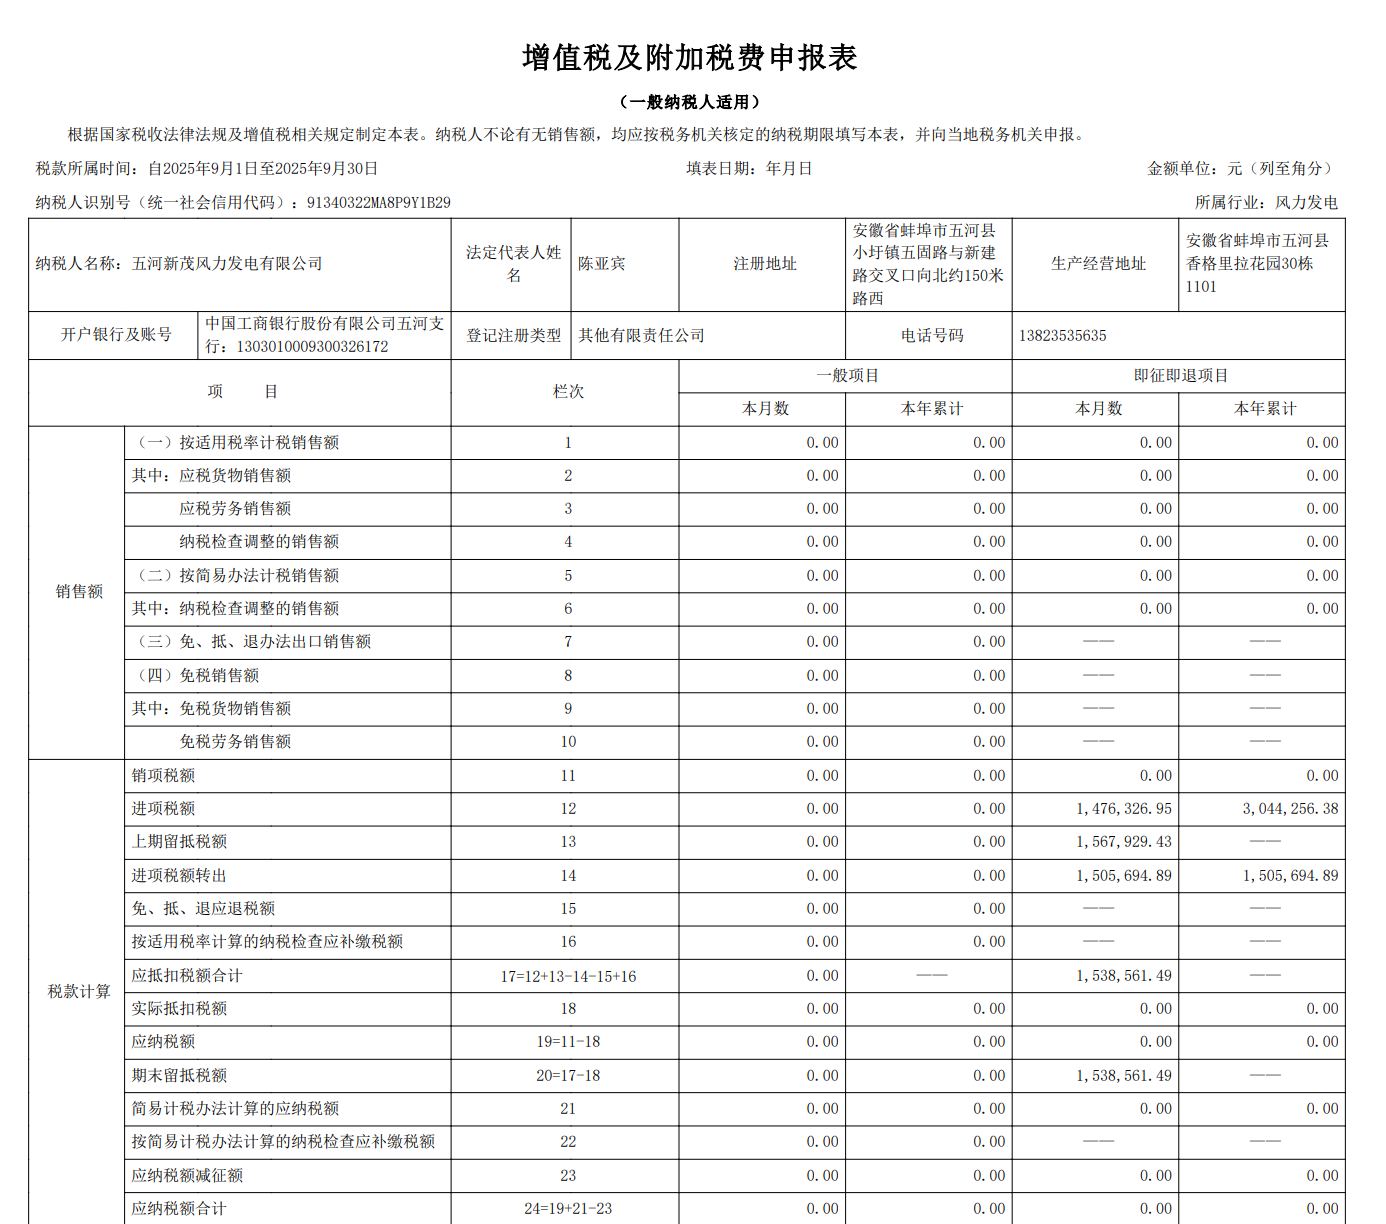 增值税及附加税费申报表
（一般纳税人适用）
根据国家税收法律法规及增值税相关规定制定本表。纳税人不论有无销售额，均应按税务机关核定的纳税期限填写本表，并向当地税务机关申报。
税款所属时间：自2025年9月1日至2025年9月30日 填表日期：年月日 金额单位：元（列至角分）
纳税人识别号（统一社会信用代码）：91340322MA8P9Y1B29 所属行业：风力发电
纳税人名称：五河新茂风力发电有限公司
法定代表人姓
名
陈亚宾
注册地址
安徽省蚌埠市五河县
小圩镇五固路与新建
路交叉口向北约150米
路西
生产经营地址
安徽省蚌埠市五河县
香格里拉花园30栋
1101
开户银行及账号
中国工商银行股份有限公司五河支
行：1303010009300326172
登记注册类型 其他有限责任公司 电话号码 13823535635
项 目 栏次 一般项目 即征即退项目
本月数 本年累计 本月数 本年累计
销售额
（一）按适用税率计税销售额 1 0.00 0.00 0.00 0.00
其中：应税货物销售额 2 0.00 0.00 0.00 0.00
应税劳务销售额 3 0.00 0.00 0.00 0.00
纳税检查调整的销售额 4 0.00 0.00 0.00 0.00
（二）按简易办法计税销售额 5 0.00 0.00 0.00 0.00
其中：纳税检查调整的销售额 6 0.00 0.00 0.00 0.00
（三）免、抵、退办法出口销售额 7 0.00 0.00 —— ——
（四）免税销售额 8 0.00 0.00 —— ——
其中：免税货物销售额 9 0.00 0.00 —— ——
免税劳务销售额 10 0.00 0.00 —— ——
税款计算
销项税额 11 0.00 0.00 0.00 0.00
进项税额 12 0.00 0.00 1,476,326.95 3,044,256.38
上期留抵税额 13 0.00 0.00 1,567,929.43 ——
进项税额转出 14 0.00 0.00 1,505,694.89 1,505,694.89
免、抵、退应退税额 15 0.00 0.00 —— ——
按适用税率计算的纳税检查应补缴税额 16 0.00 0.00 —— ——
应抵扣税额合计 17=12+13-14-15+16 0.00 —— 1,538,561.49 ——
实际抵扣税额 18 0.00 0.00 0.00 0.00
应纳税额 19=11-18 0.00 0.00 0.00 0.00
期末留抵税额 20=17-18 0.00 0.00 1,538,561.49 ——
简易计税办法计算的应纳税额 21 0.00 0.00 0.00 0.00
按简易计税办法计算的纳税检查应补缴税额 22 0.00 0.00 —— ——
应纳税额减征额 23 0.00 0.00 0.00 0.00
应纳税额合计 24=19+21-23 0.00 0.00 0.00 0.00